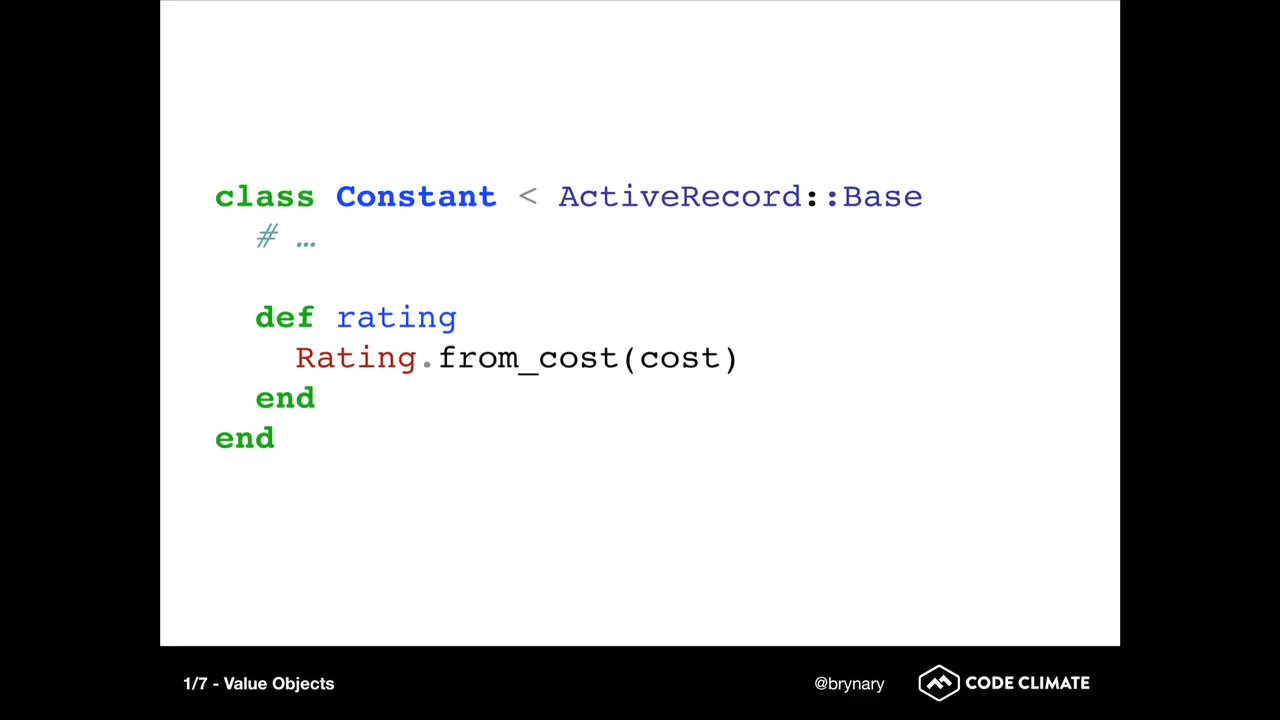 class Constant < ActiveRecord::Base
# …
def rating
Rating.from_cost(cost)
end
end
1/7 - Value Objects
@brynary
CODE CLIMATE